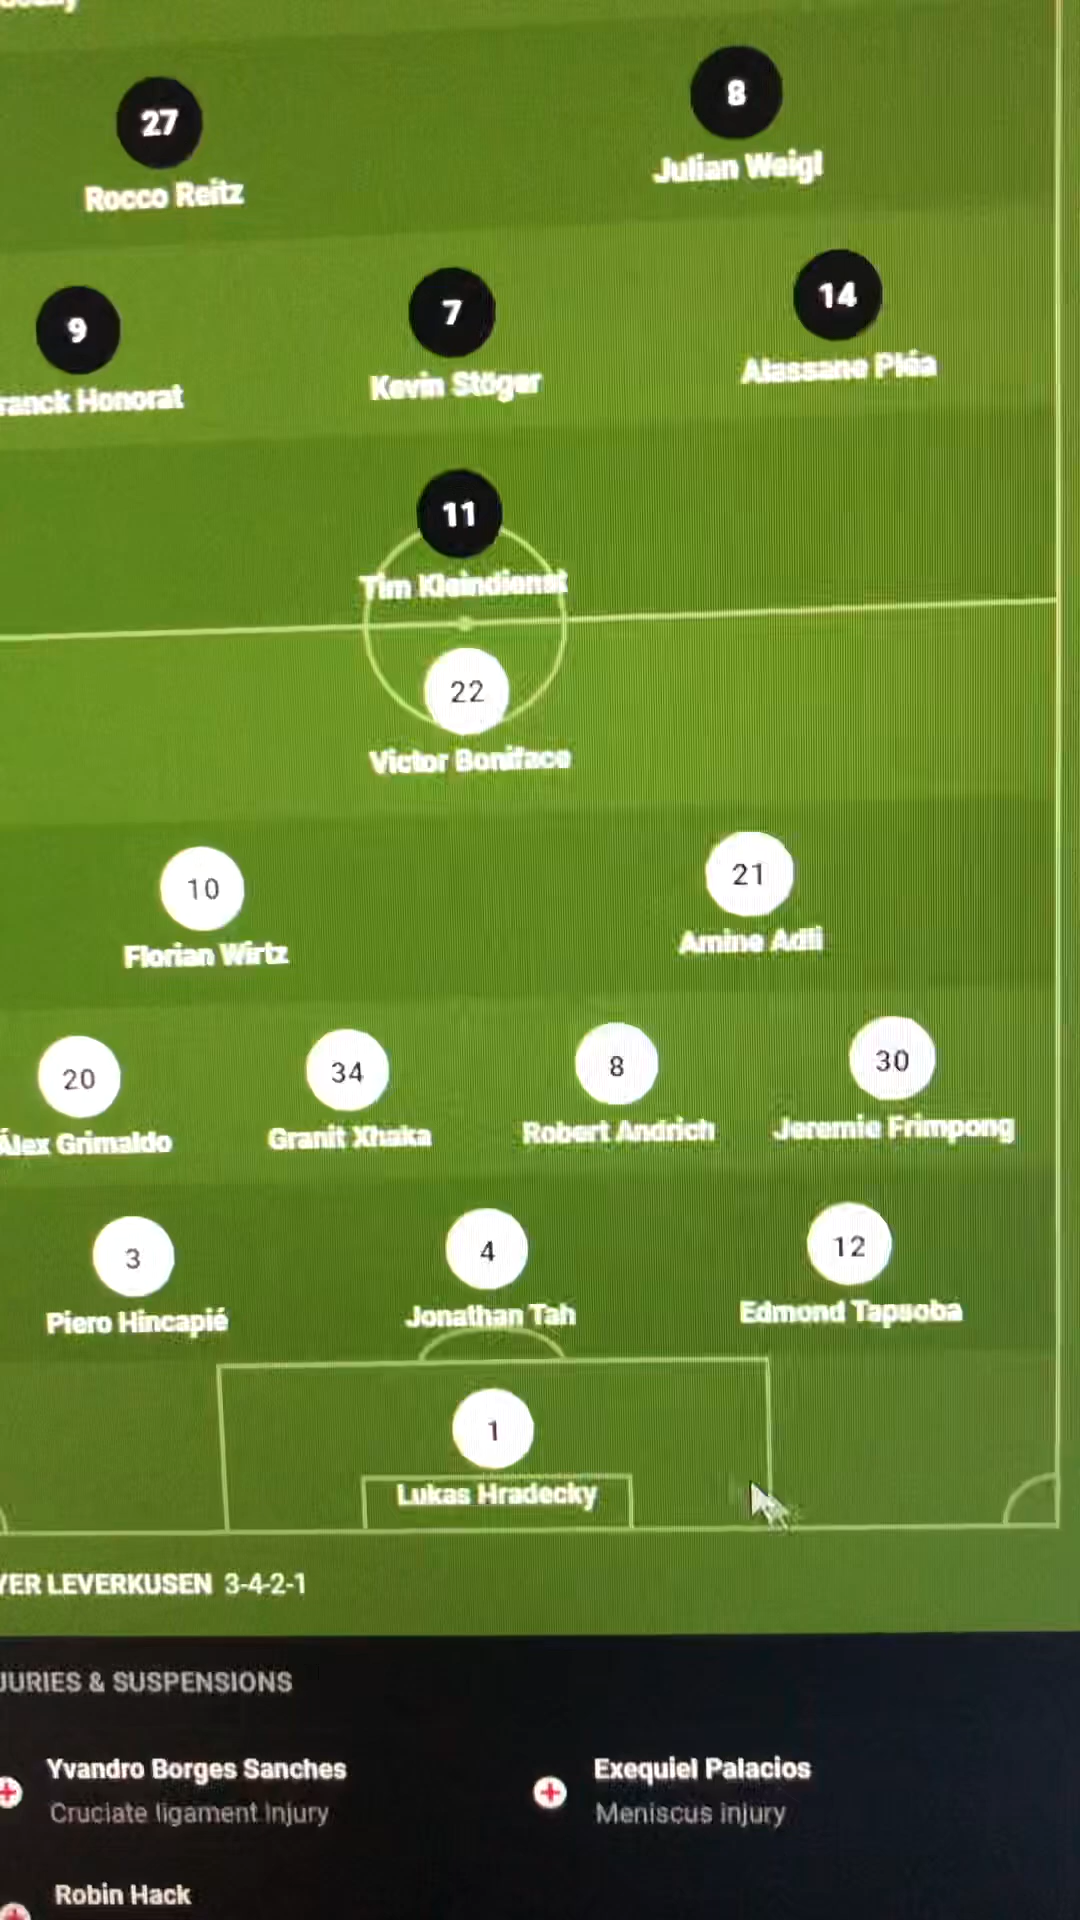 27
8
Rocco Reitz
Julian Weigl
9
7
14
ranck Honorat
Kevin Stöger
Alassane Pléa
11
Tim Kleindienst
22
Victor Boniface
10
21
Florian Wirtz
Amine Adli
20
34
8
30
Álex Grimaldo
Granit Xhaka
Robert Andrich
Jeremie Frimpong
3
4
12
Piero Hincapié
Jonathan Tah
Edmond Tapsoba
1
Lukas Hradecky
YER LEVERKUSEN 3-4-2-1
JURIES & SUSPENSIONS
Yvandro Borges Sanches
Exequiel Palacios
Cruciate ligament Injury
Meniscus injury
Robin Hack